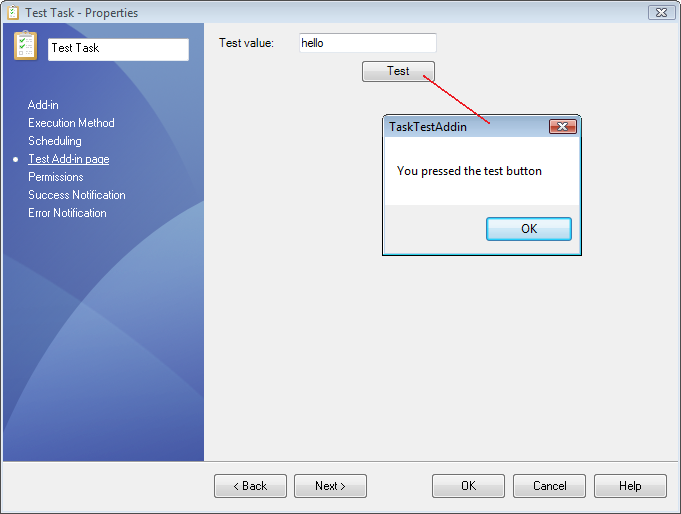 Test Task - Properties
Test Task
Test value: hello
Test
Add-in
Execution Method
Scheduling
Test Add-in page
Permissions
Success Notification
Error Notification
TaskTestAddin
You pressed the test button
OK
< Back Next > OK Cancel Help